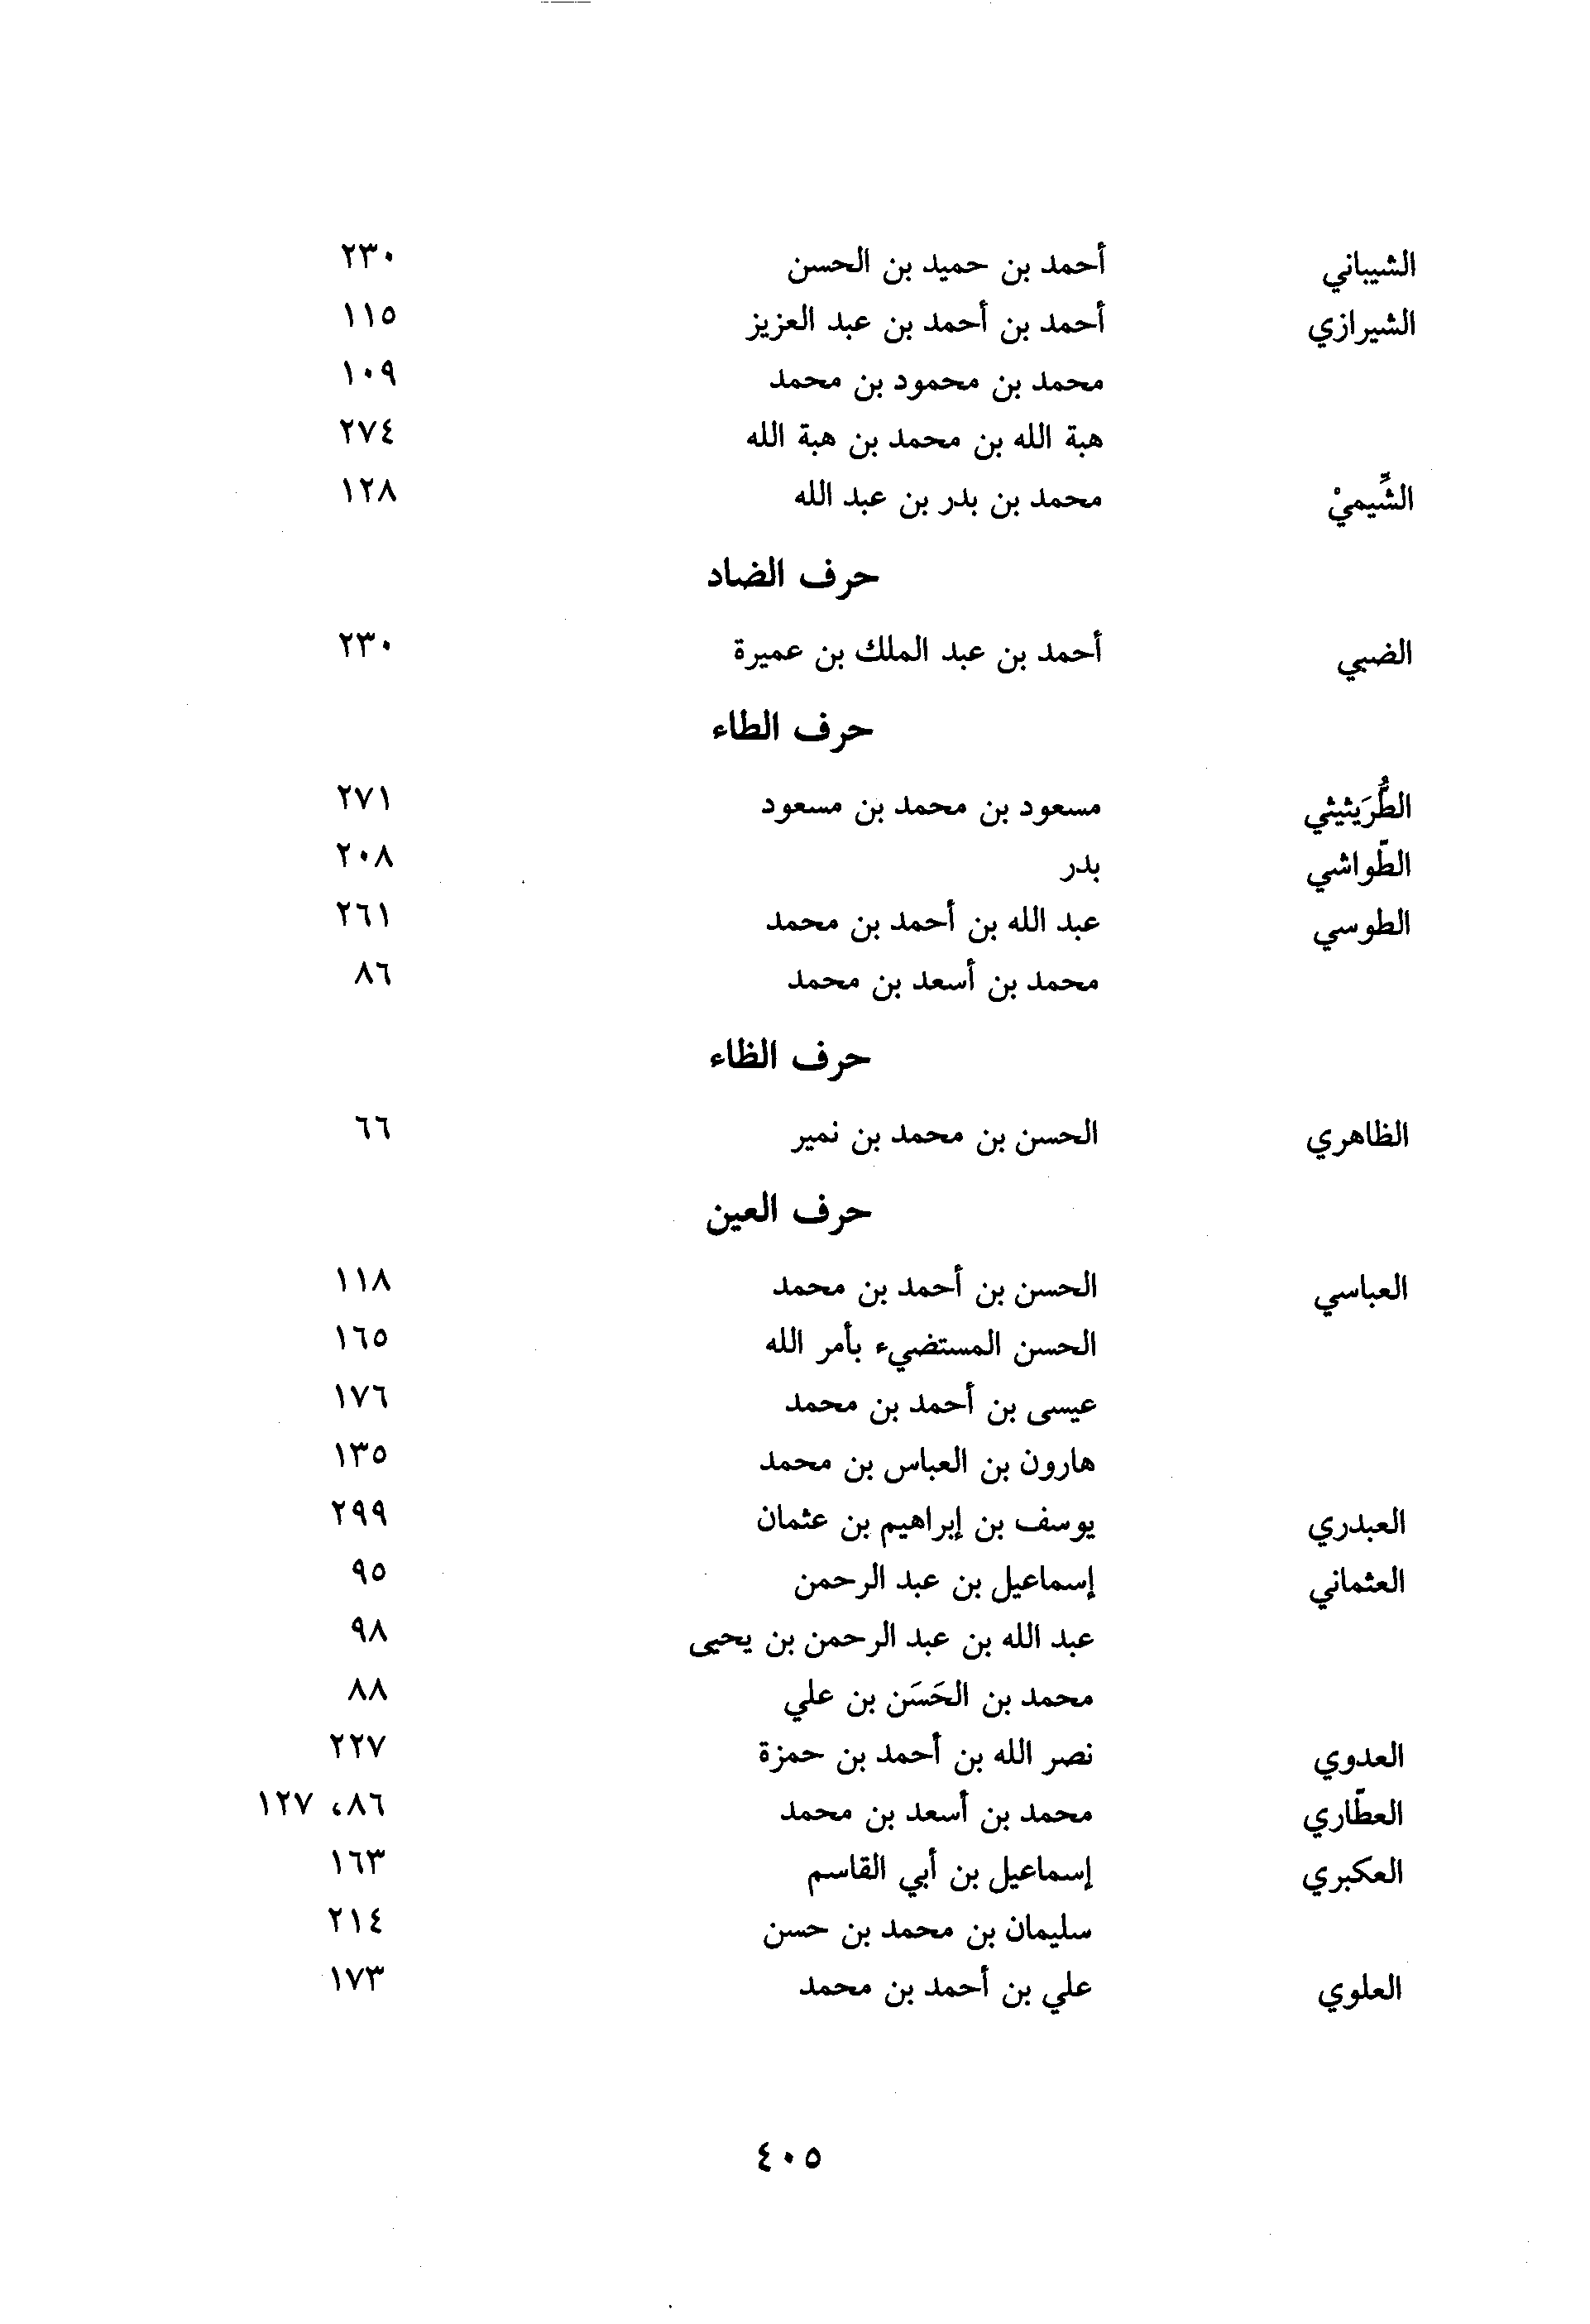 الشيباني أحمد بن حميد بن الحسن ٢٣٠
الشيرازي أحمد بن أحمد بن عبد العزيز ١١٥
محمد بن محمود بن محمد ١٠٩
هبة الله بن محمد بن هبة الله ٢٧٤
الشِّيميْ محمد بن بدر بن عبد الله ١٢٨
حرف الضاد
الضبي أحمد بن عبد الملك بن عميرة ٢٣٠
حرف الطاء
الطُّرَيثيثي مسعود بن محمد بن مسعود ٢٧١
الطّواشي بدر ٢٠٨
الطوسي عبد الله بن أحمد بن محمد ٢٦١
محمد بن أسعد بن محمد ٨٦
حرف الظاء
الظاهري الحسن بن محمد بن نمير ٦٦
حرف العين
العباسي الحسن بن أحمد بن محمد ١١٨
الحسن المستضيء بأمر الله ١٦٥
عيسى بن أحمد بن محمد ١٧٦
هارون بن العباس بن محمد ١٣٥
العبدري يوسف بن إبراهيم بن عثمان ٢٩٩
العثماني إسماعيل بن عبد الرحمن ٩٥
عبد الله بن عبد الرحمن بن يحيى ٩٨
محمد بن الحَسَن بن علي ٨٨
العدوي نصر الله بن أحمد بن حمزة ٢٢٧
العطّاري محمد بن أسعد بن محمد ٨٦، ١٢٧
العكبري إسماعيل بن أبي القاسم ١٦٣
سليمان بن محمد بن حسن ٢١٤
العلوي علي بن أحمد بن محمد ١٧٣
٤٠٥